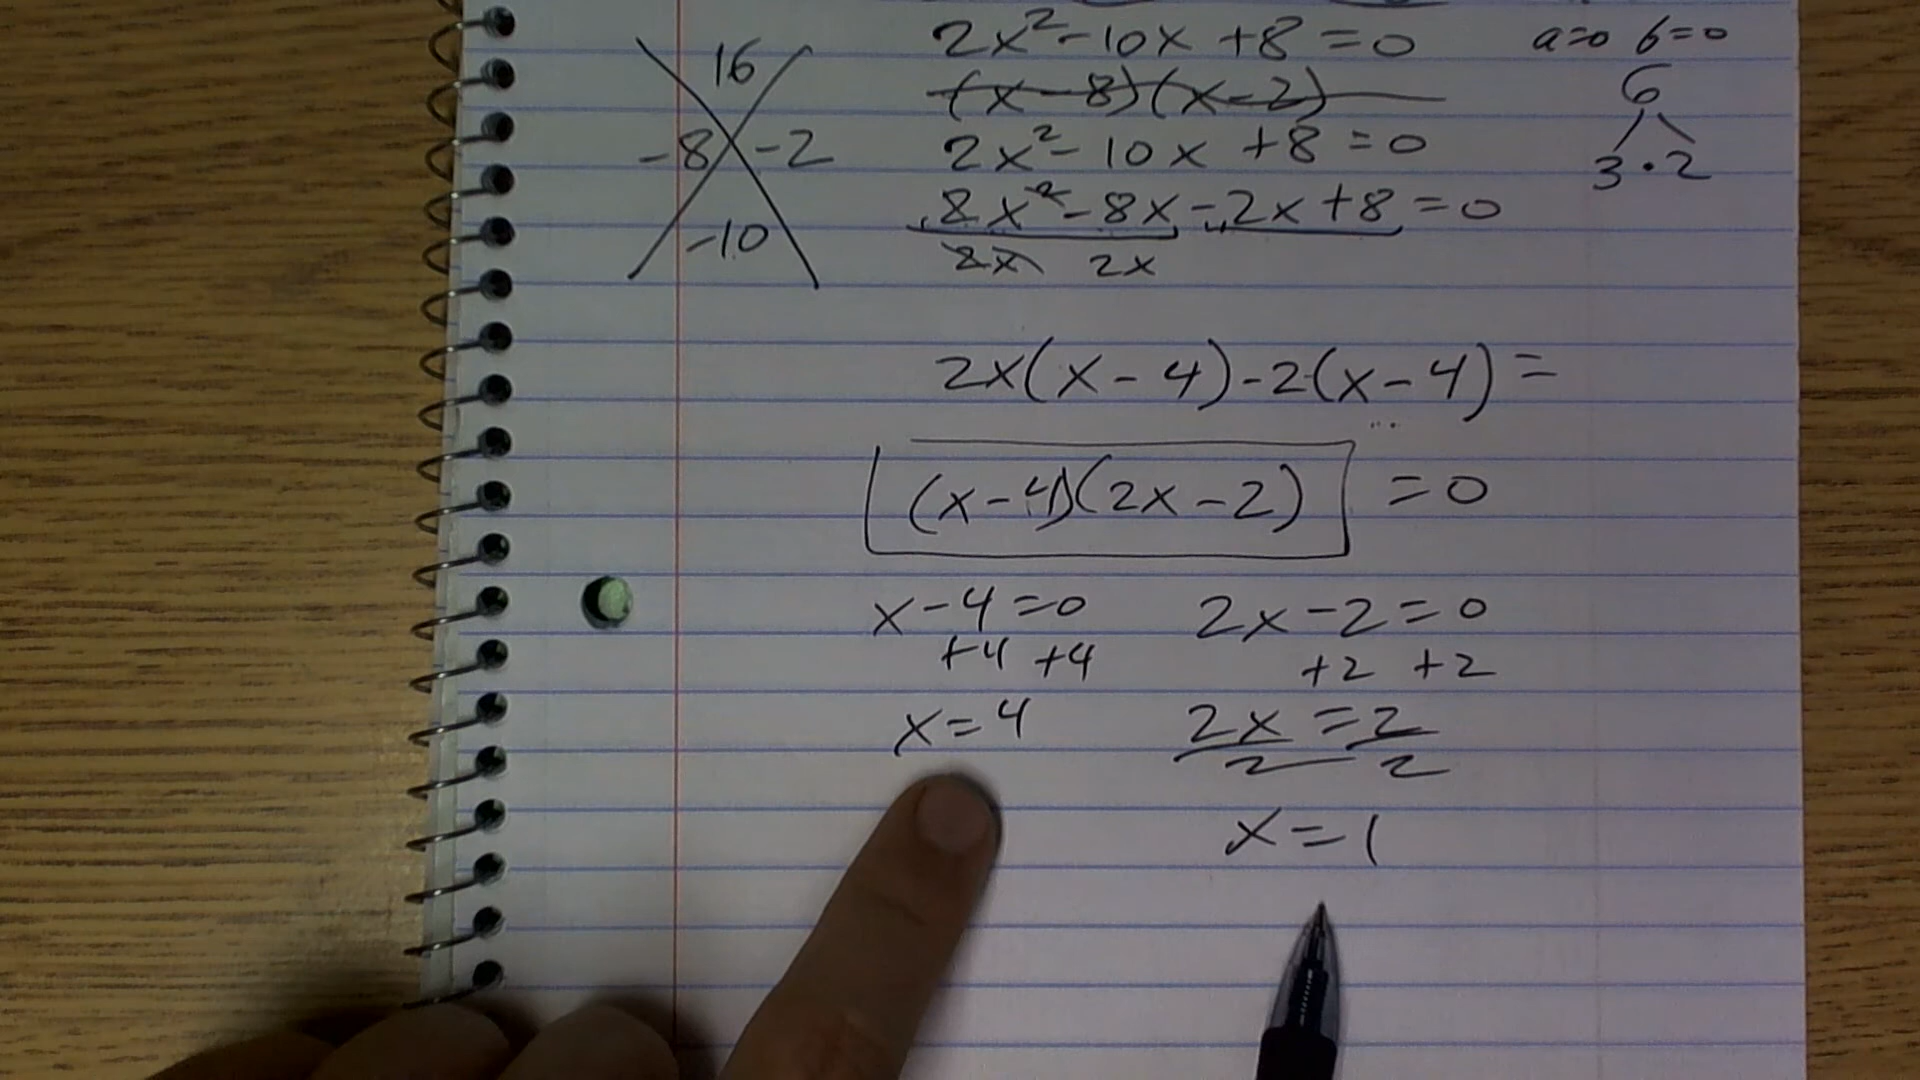 2x²-10x+8=0
a=0 b=0
(x-8)(x-2)
2x²-10x+8=0
2x²-8x-2x+8=0
2x 2x
16
-8 -2
-10
6
3·2
2x(x-4)-2(x-4)=
(x-4)(2x-2) =0
x-4=0 2x-2=0
+4 +4 +2 +2
x=4 2x=2
2 2
x=1